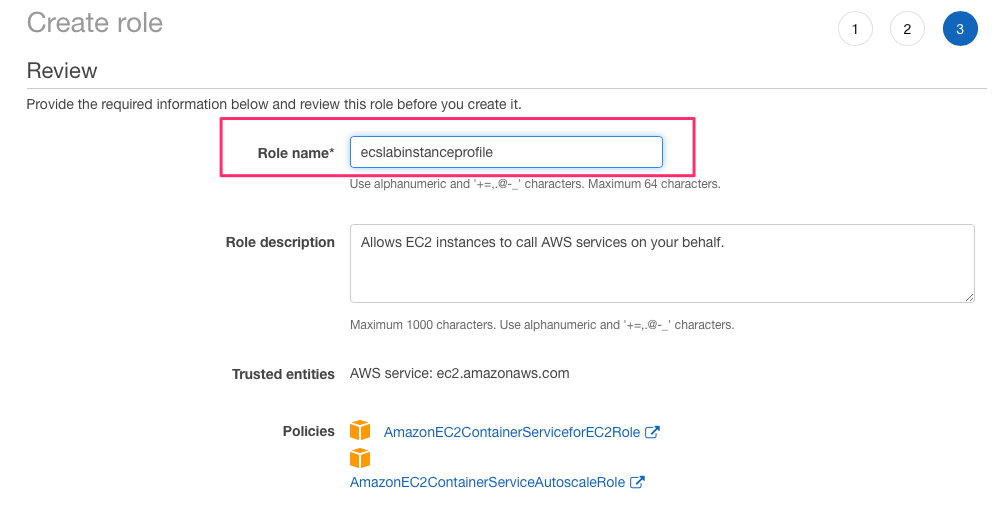 Create role
1 2 3
Review
Provide the required information below and review this role before you create it.
Role name* ecslabinstanceprofile
Use alphanumeric and '+=,.@-_' characters. Maximum 64 characters.
Role description Allows EC2 instances to call AWS services on your behalf.
Maximum 1000 characters. Use alphanumeric and '+=,.@-_' characters.
Trusted entities AWS service: ec2.amazonaws.com
Policies AmazonEC2ContainerServiceforEC2Role
AmazonEC2ContainerServiceAutoscaleRole